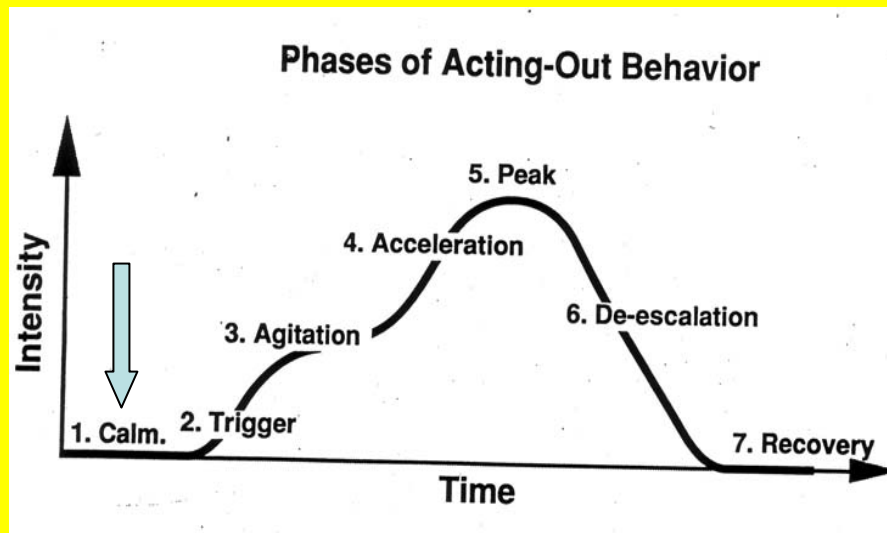 Phases of Acting-Out Behavior
5. Peak
4. Acceleration
3. Agitation
6. De-escalation
2. Trigger
1. Calm.
7. Recovery
Intensity
Time